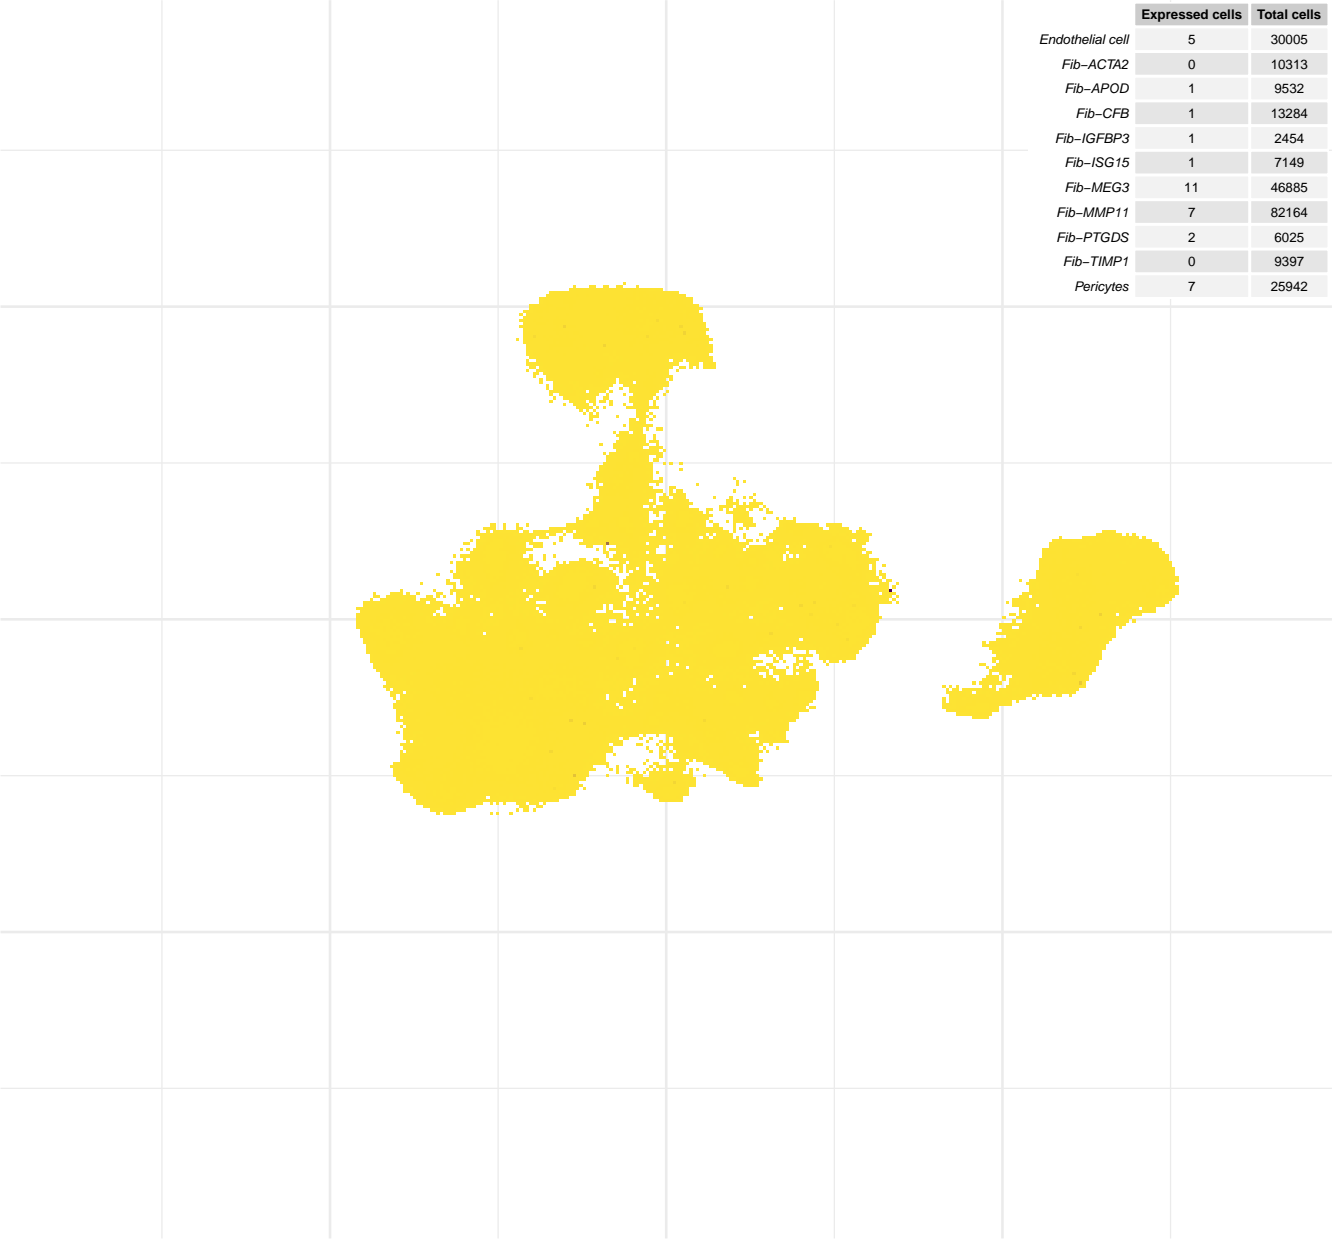 Expressed cells Total cells
Endothelial cell 5 30005
Fib−ACTA2 0 10313
Fib−APOD 1 9532
Fib−CFB 1 13284
Fib−IGFBP3 1 2454
Fib−ISG15 1 7149
Fib−MEG3 11 46885
Fib−MMP11 7 82164
Fib−PTGDS 2 6025
Fib−TIMP1 0 9397
Pericytes 7 25942